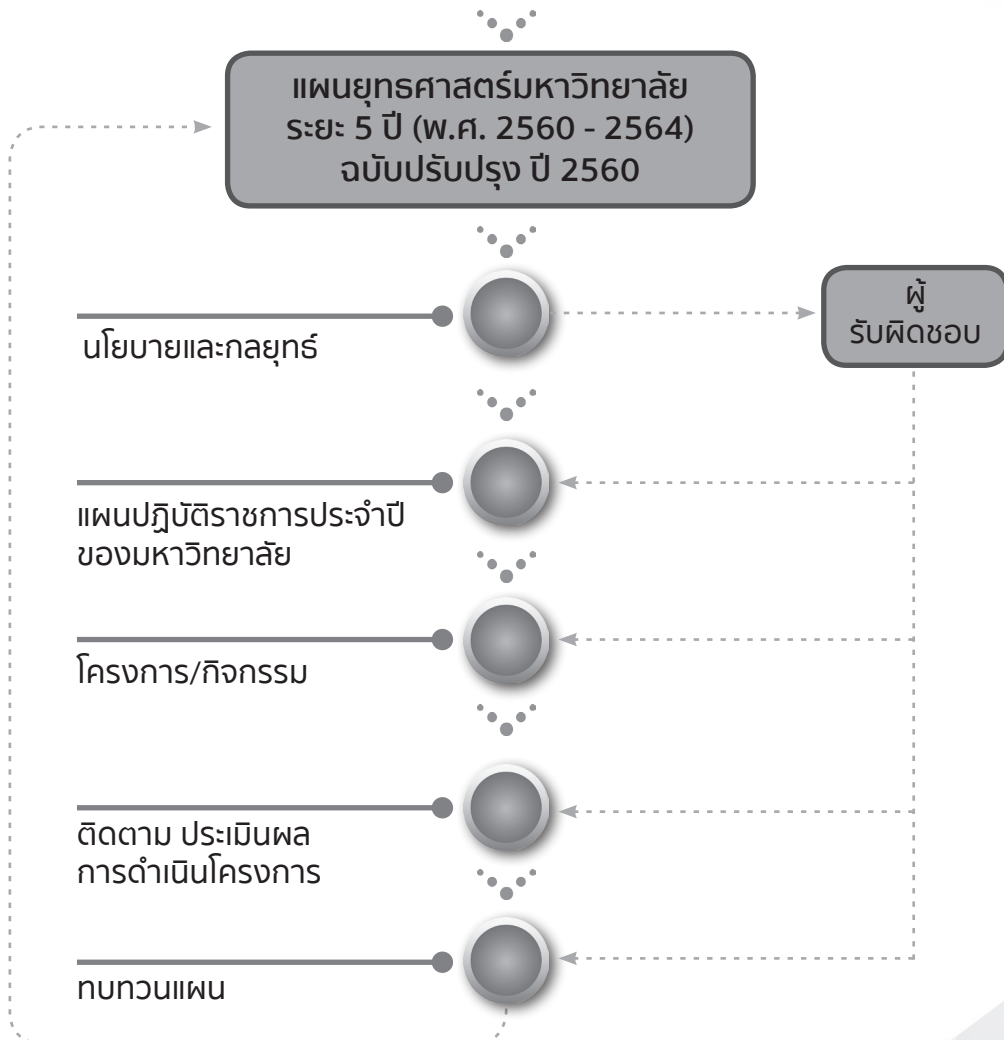 แผนยุทธศาสตร์มหาวิทยาลัย
ระยะ 5 ปี (พ.ศ. 2560 - 2564)
ฉบับปรับปรุง ปี 2560
นโยบายและกลยุทธ์
ผู้
รับผิดชอบ
แผนปฏิบัติราชการประจำปี
ของมหาวิทยาลัย
โครงการ/กิจกรรม
ติดตาม ประเมินผล
การดำเนินโครงการ
ทบทวนแผน